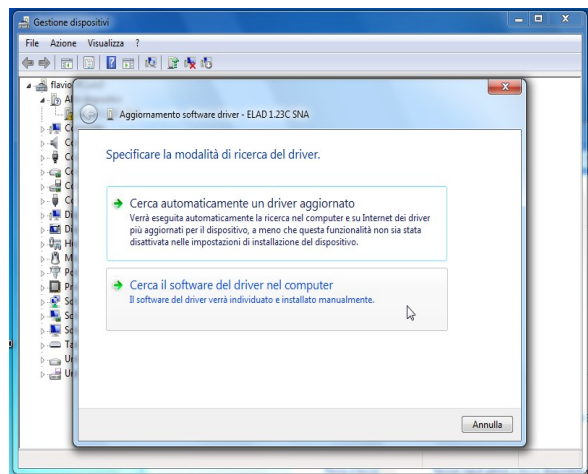 Gestione dispositivi
File Azione Visualizza ?
flavio
Aggiornamento software driver - ELAD 1.23C SNA
Specificare la modalità di ricerca del driver.
Cerca automaticamente un driver aggiornato
Verrà eseguita automaticamente la ricerca nel computer e su Internet dei driver
più aggiornati per il dispositivo, a meno che questa funzionalità non sia stata
disattivata nelle impostazioni di installazione del dispositivo.
Cerca il software del driver nel computer
Il software del driver verrà individuato e installato manualmente.
Annulla